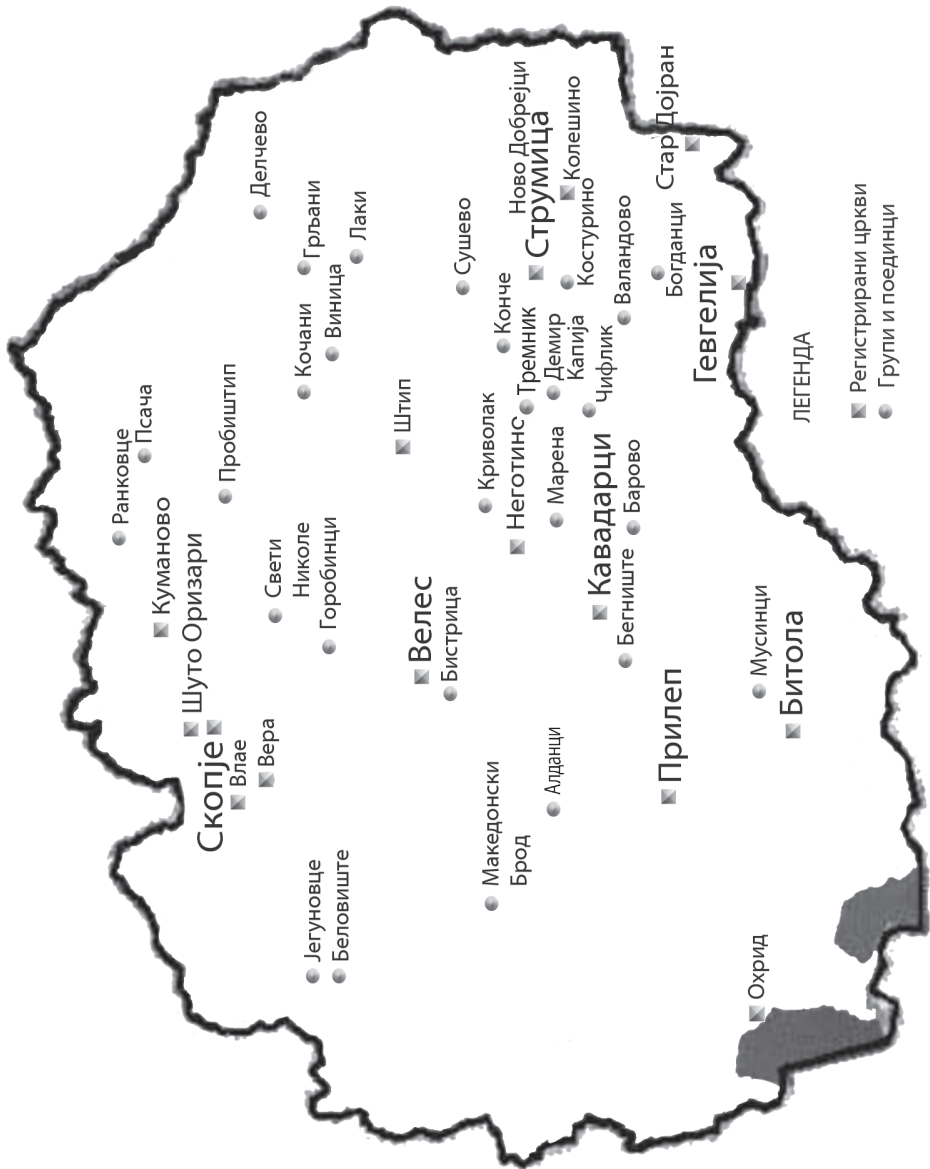 Ранковце
Псача
Куманово
Шуто Оризари
Скопје
Влае
Вера
Пробиштип
Делчево
Свети
Николе
Горобинци
Кочани
Грљани
Виница
Лаки
Јегуновце
Беловиште
Штип
Велес
Бистрица
Сушево
Криволак
Конче
Неготино
Тремник
Ново Добрејци
Струмица
Колешино
Костурино
Македонски
Брод
Алданци
Марена
Демир
Капија
Чифлик
Валандово
Кавадарци
Бегниште
Барово
Богданци
Стар Дојран
Гевгелија
Прилеп
Мусинци
Битола
Охрид
ЛЕГЕНДА
Регистрирани цркви
Групи и поединци